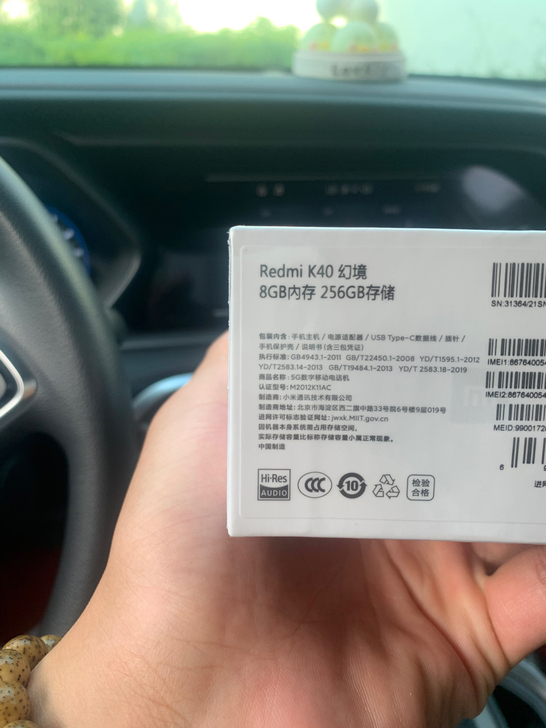 Redmi K40 幻境
8GB内存 256GB存储
包装内含：手机主机 / 电源适配器 / USB Type-C数据线 / 插针 /
手机保护壳 / 说明书(含三包凭证)
执行标准：GB4943.1-2011 GB/T22450.1-2008 YD/T1595.1-2012
YD/T2583.14-2013 GB/T19484.1-2013 YD/T 2583.18-2019
商品名称：5G数字移动电话机
认证型号：M2012K11AC
制造商：小米通讯技术有限公司
制造商地址：北京市海淀区西二旗中路33号院6号楼9层019号
进网许可标志验证网址：jwxk.MIIT.gov.cn
因机器本身系统需占用存储空间，
实际存储容量比标称存储容量小属正常现象。
中国制造
Hi-Res
AUDIO
CCC
10
检验
合格
SN:31364/21SN
IMEI1:86764005
IMEI2:86764005
MEID:9900172
6
进网